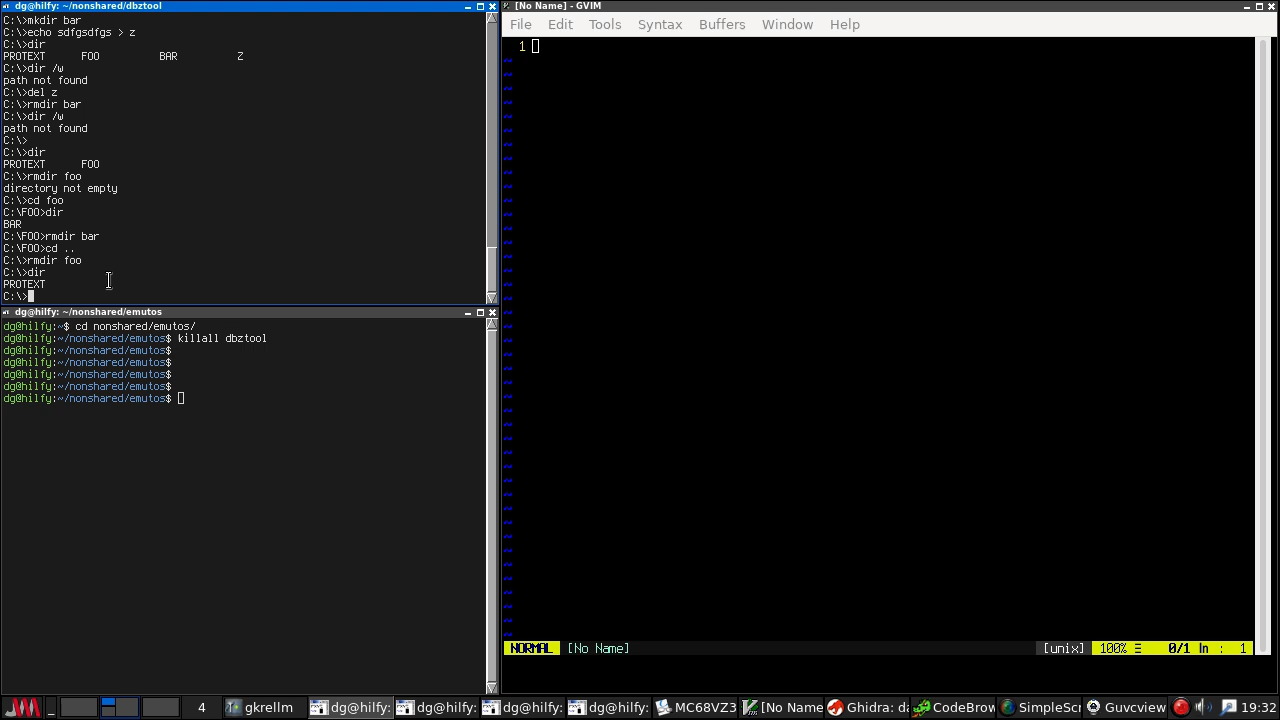 dg@hilfy: ~/nonshared/dbztool
C:\>mkdir bar
C:\>echo dlfgsdfgs > z
C:\>dir
PROTEXT FOO BAR Z
C:\>dir /w
path not found
C:\>del z
C:\>rmdir bar
C:\>dir /w
path not found
C:\>
C:\>dir
PROTEXT FOO
C:\>rmdir foo
directory not empty
C:\>cd foo
C:\FOO>dir
BAR
C:\FOO>rmdir bar
C:\FOO>cd ..
C:\>rmdir foo
C:\>dir
PROTEXT
C:\>
dg@hilfy: ~/nonshared/emutos
dg@hilfy:~$ cd nonshared/emutos/
dg@hilfy:~/nonshared/emutos$ killall dbztool
dg@hilfy:~/nonshared/emutos$
dg@hilfy:~/nonshared/emutos$
dg@hilfy:~/nonshared/emutos$
dg@hilfy:~/nonshared/emutos$
dg@hilfy:~/nonshared/emutos$
[No Name] - GVIM
File Edit Tools Syntax Buffers Window Help
1
NORMAL [No Name] [unix] 100% ☰ 0/1 ln : 1
4 gkrellm dg@hilfy: dg@hilfy: dg@hilfy: dg@hilfy: MC68VZ3 [No Nam Ghidra: da CodeBrow SimpleScr Guvcview 19:32